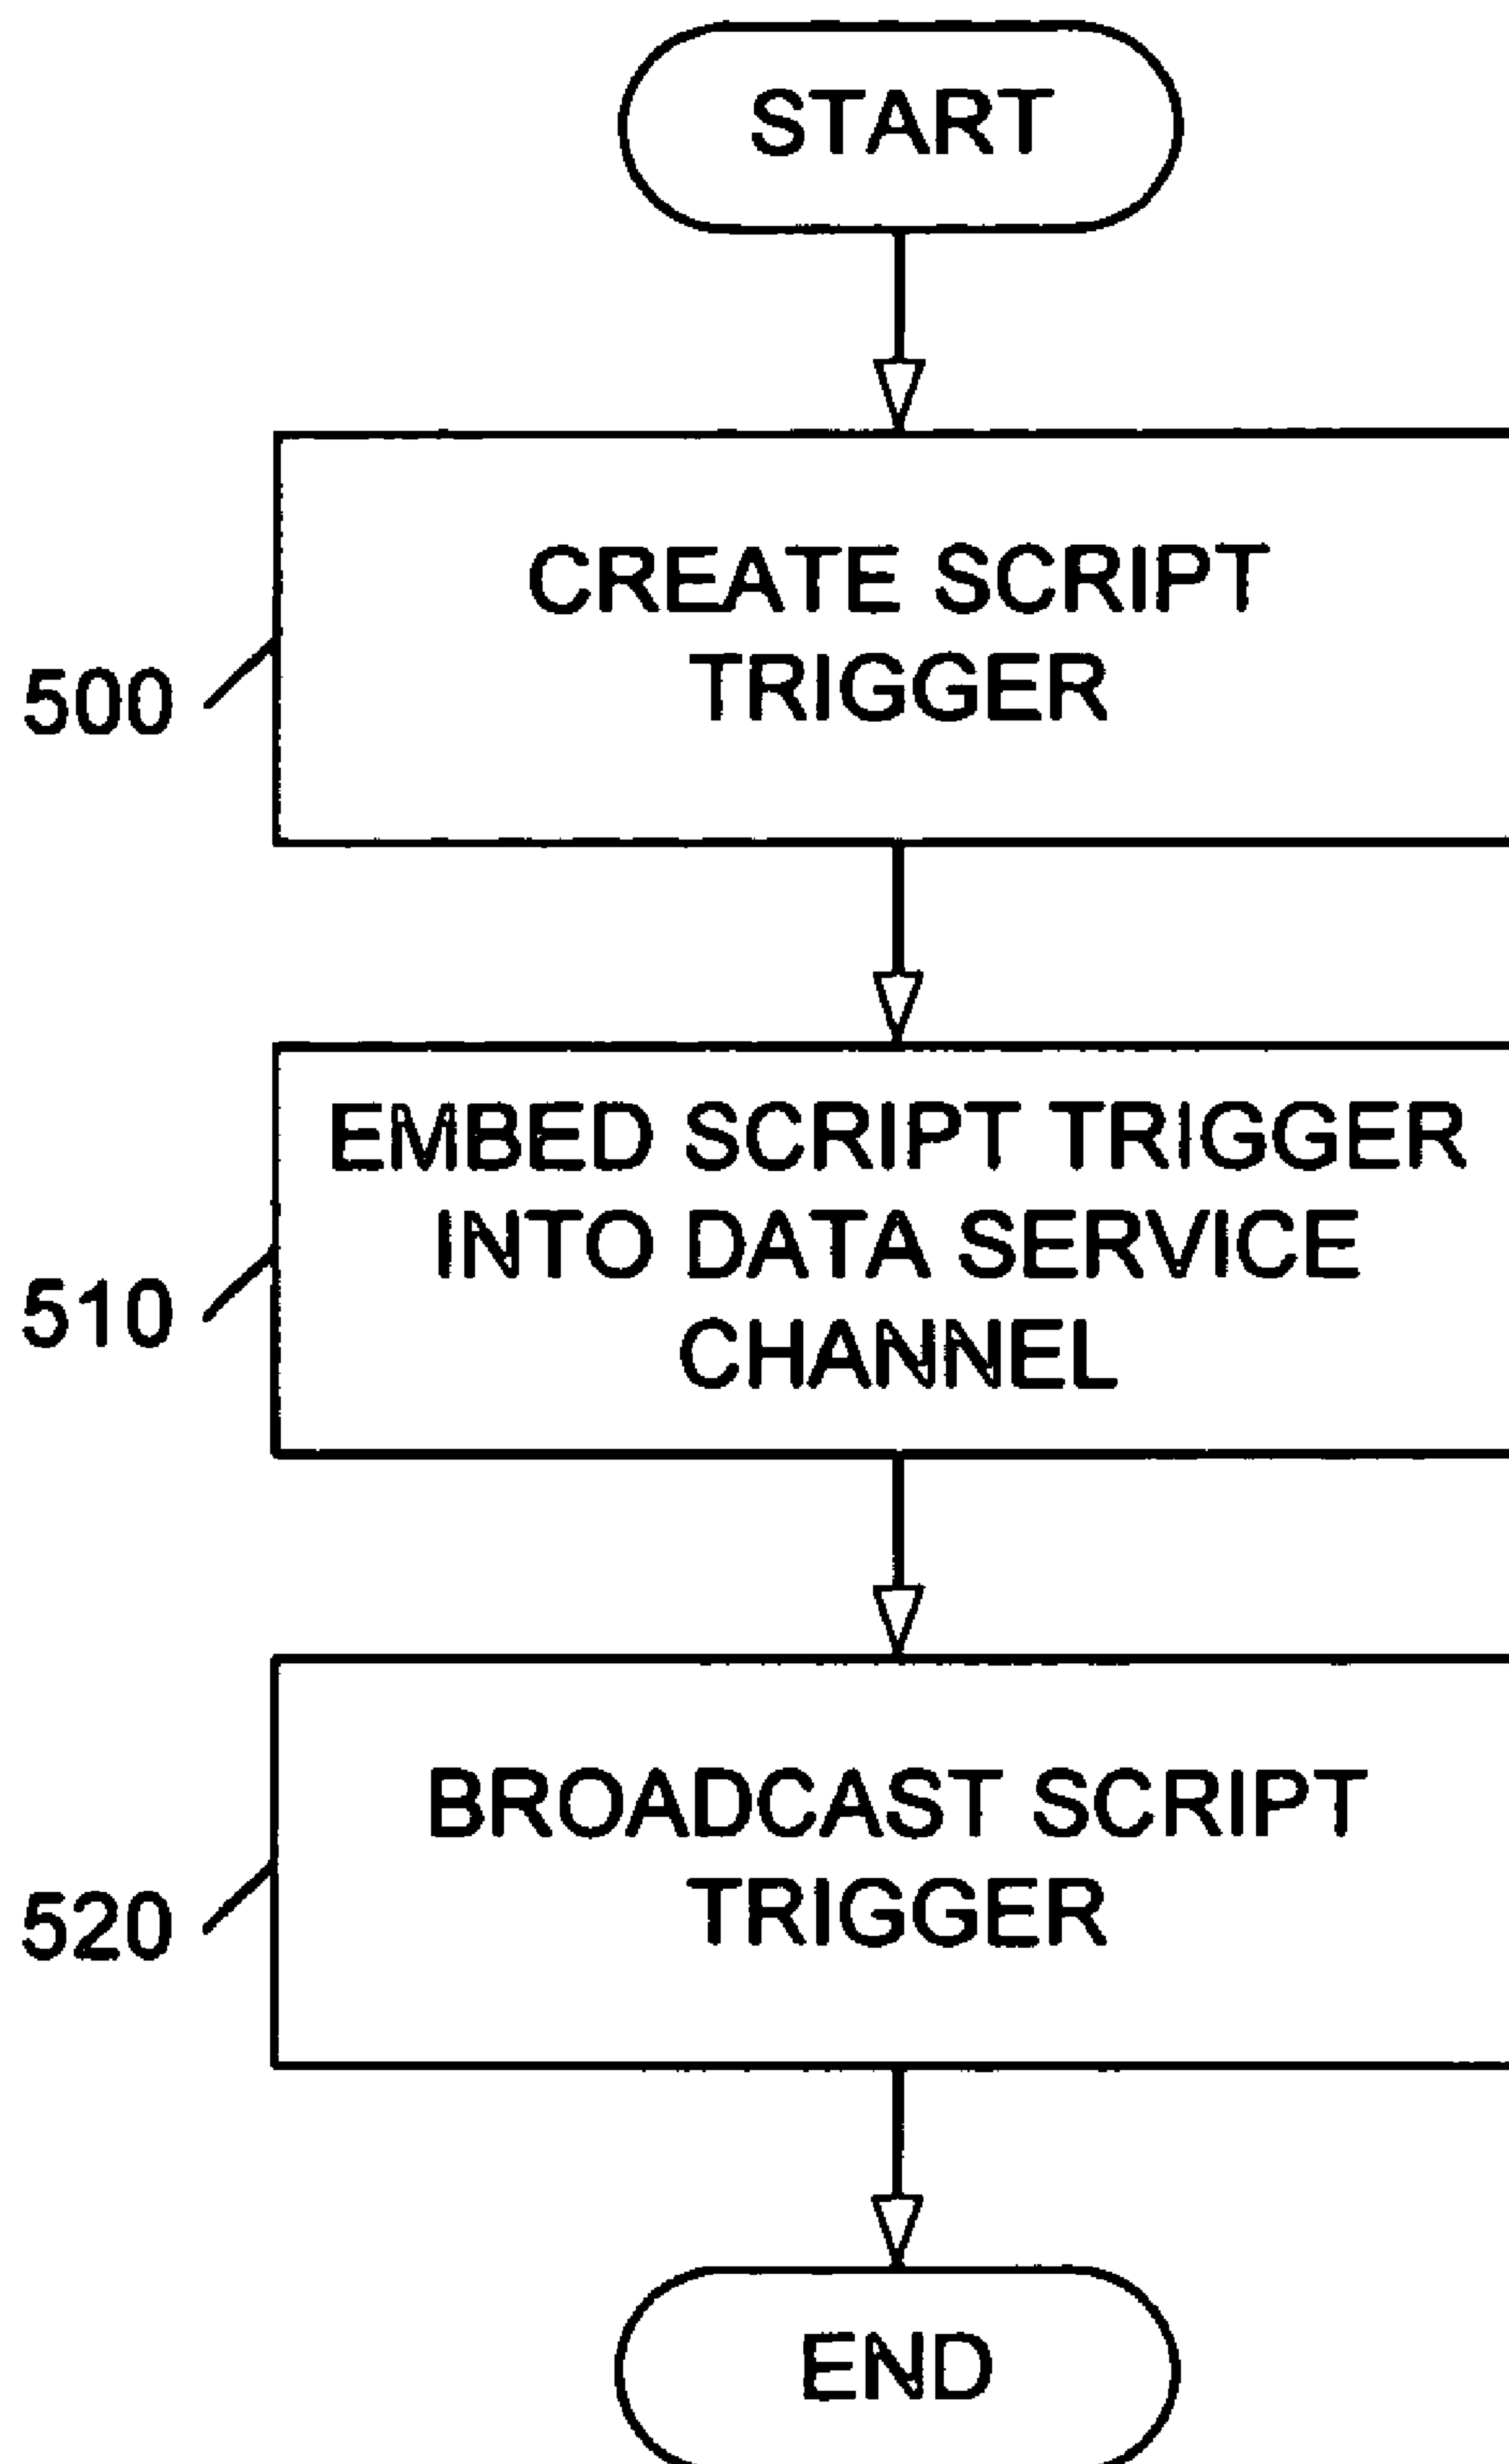 START
CREATE SCRIPT
TRIGGER
500
EMBED SCRIPT TRIGGER
INTO DATA SERVICE
CHANNEL
510
BROADCAST SCRIPT
TRIGGER
520
END